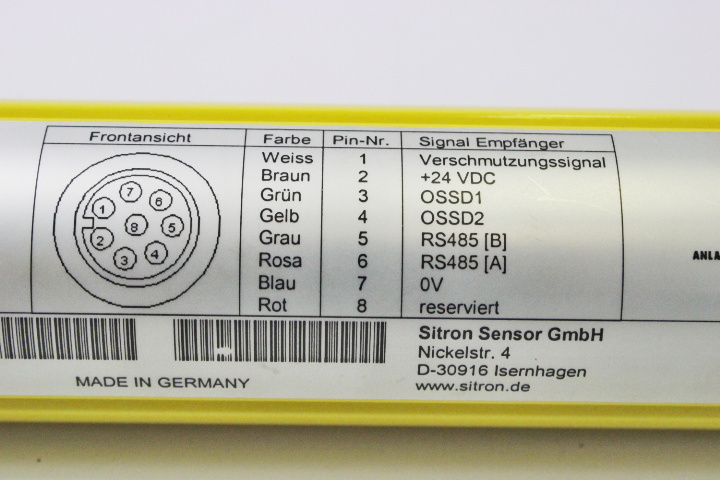 Frontansicht Farbe Pin-Nr. Signal Empfänger
Weiss 1 Verschmutzungssignal
Braun 2 +24 VDC
Grün 3 OSSD1
Gelb 4 OSSD2
Grau 5 RS485 [B]
Rosa 6 RS485 [A]
Blau 7 0V
Rot 8 reserviert
7
1 6
8 5
2
3 4
ANLA
Sitron Sensor GmbH
Nickelstr. 4
D-30916 Isernhagen
www.sitron.de
MADE IN GERMANY